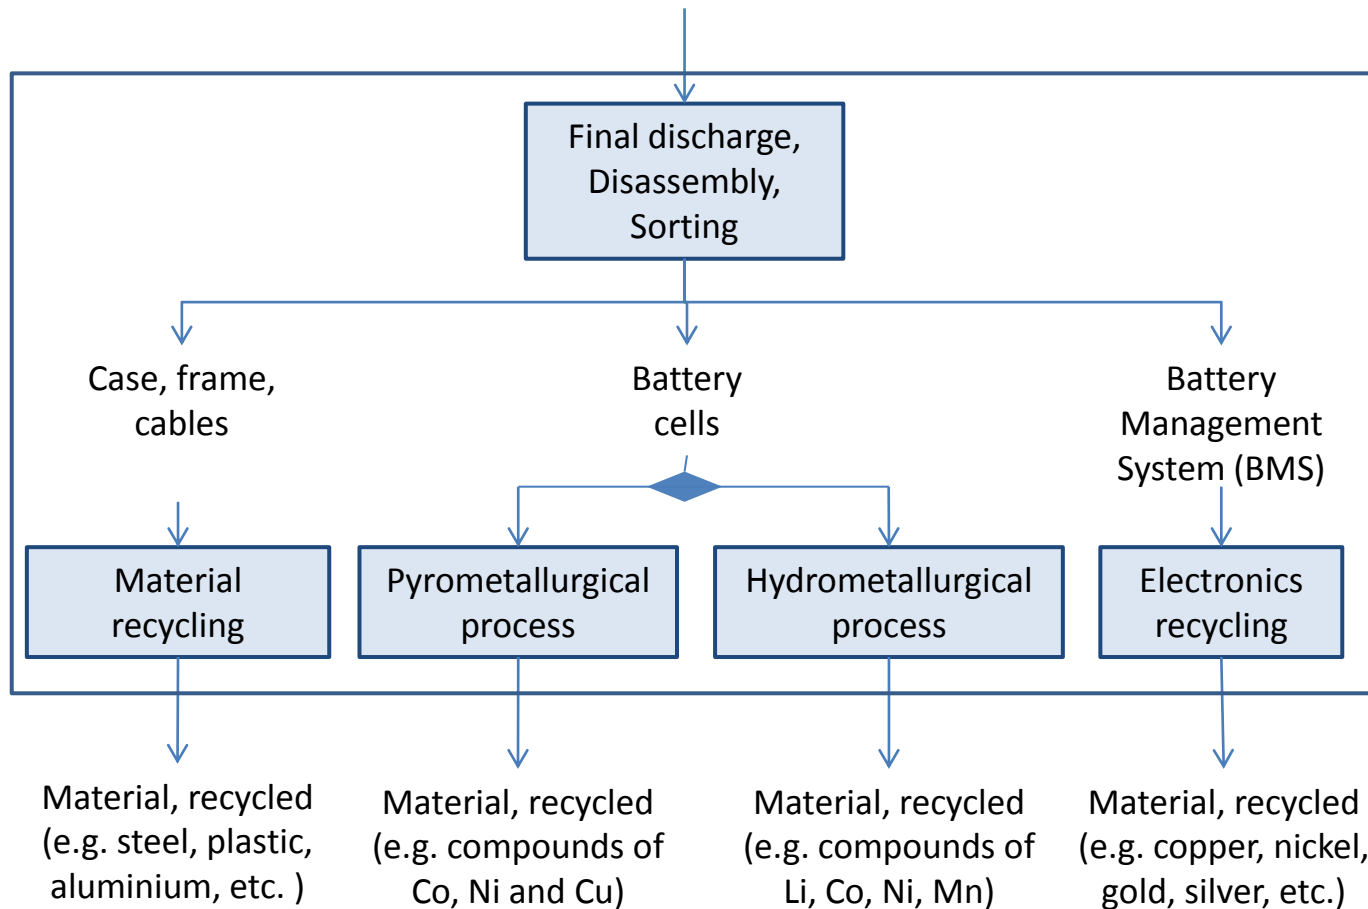 Final discharge,
Disassembly,
Sorting
Case, frame,
cables
Battery
cells
Battery
Management
System (BMS)
Material
recycling
Pyrometallurgical
process
Hydrometallurgical
process
Electronics
recycling
Material, recycled
(e.g. steel, plastic,
aluminium, etc. )
Material, recycled
(e.g. compounds of
Co, Ni and Cu)
Material, recycled
(e.g. compounds of
Li, Co, Ni, Mn)
Material, recycled
(e.g. copper, nickel,
gold, silver, etc.)